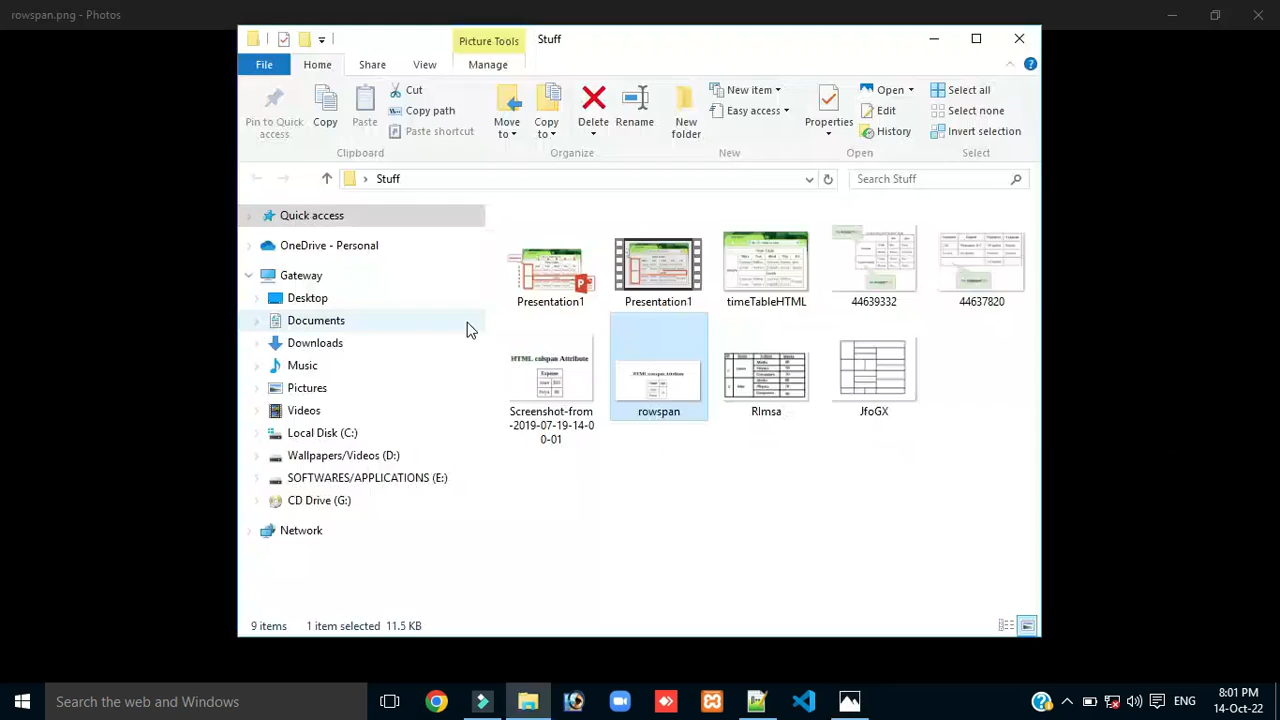 rowspan.png - Photos
Picture Tools
Stuff
File
Home
Share
View
Manage
Pin to Quick access
Copy
Paste
Cut
Copy path
Paste shortcut
Clipboard
Move to
Copy to
Delete
Rename
Organize
New folder
New item
Easy access
New
Properties
Open
Edit
History
Open
Select all
Select none
Invert selection
Select
Stuff
Search Stuff
Quick access
OneDrive - Personal
Gateway
Desktop
Documents
Downloads
Music
Pictures
Videos
Local Disk (C:)
Wallpapers/Videos (D:)
SOFTWARES/APPLICATIONS (E:)
CD Drive (G:)
Network
Presentation1
Presentation1
timeTableHTML
44639332
44637820
HTML colspan Attribute
Expense
Screenshot-from
-2019-07-19-14-0
0-01
rowspan
RImsa
JfoGX
9 items
1 item selected 11.5 KB
Search the web and Windows
ENG
8:01 PM
14-Oct-22